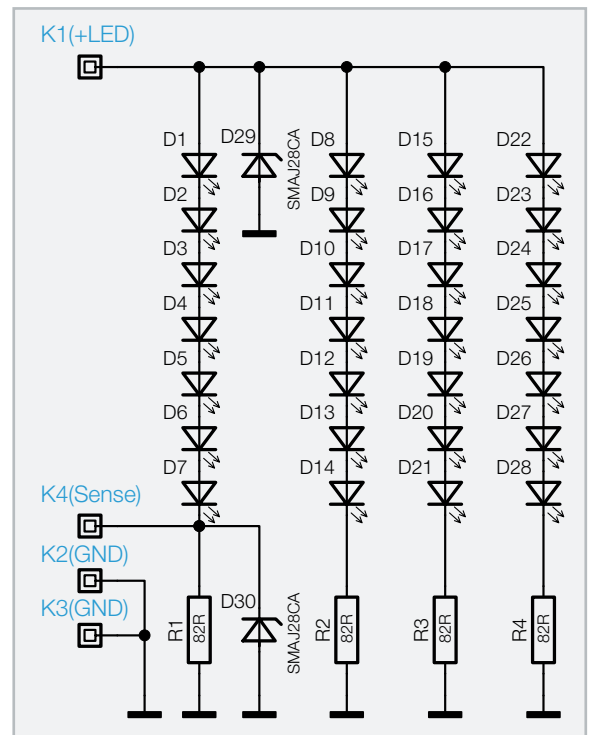 K1(+LED)
D1
D29
SMAJ28CA
D8
D15
D22
D2
D9
D16
D23
D3
D10
D17
D24
D4
D11
D18
D25
D5
D12
D19
D26
D6
D13
D20
D27
D7
D14
D21
D28
K4(Sense)
K2(GND)
K3(GND)
R1
82R
D30
SMAJ28CA
R2
82R
R3
82R
R4
82R